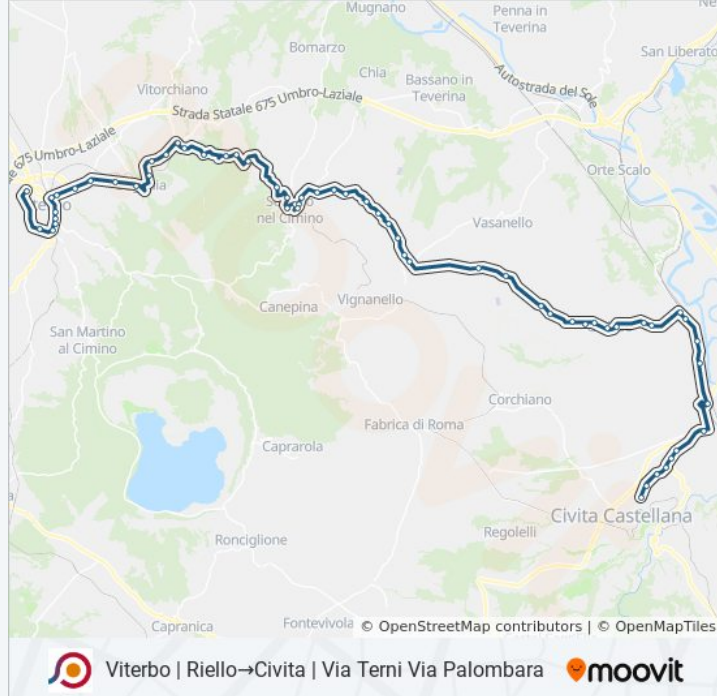 Mugnano
Penna in
Teverina
Bomarzo
San Liberato
Chia
Bassano in
Teverina
Autostrada del Sole
Vitorchiano
Strada Statale 675 Umbro-Laziale
675 Umbro-Laziale
Orte Scalo
nel Cimino
Vasanello
Canepina
Vignanello
San Martino
al Cimino
Corchiano
Fabrica di Roma
Caprarola
Civita Castellana
Regolelli
Ronciglione
Capranica
Fontevivola
© OpenStreetMap contributors | © OpenMapTiles
Viterbo | Riello→Civita | Via Terni Via Palombara
moovit